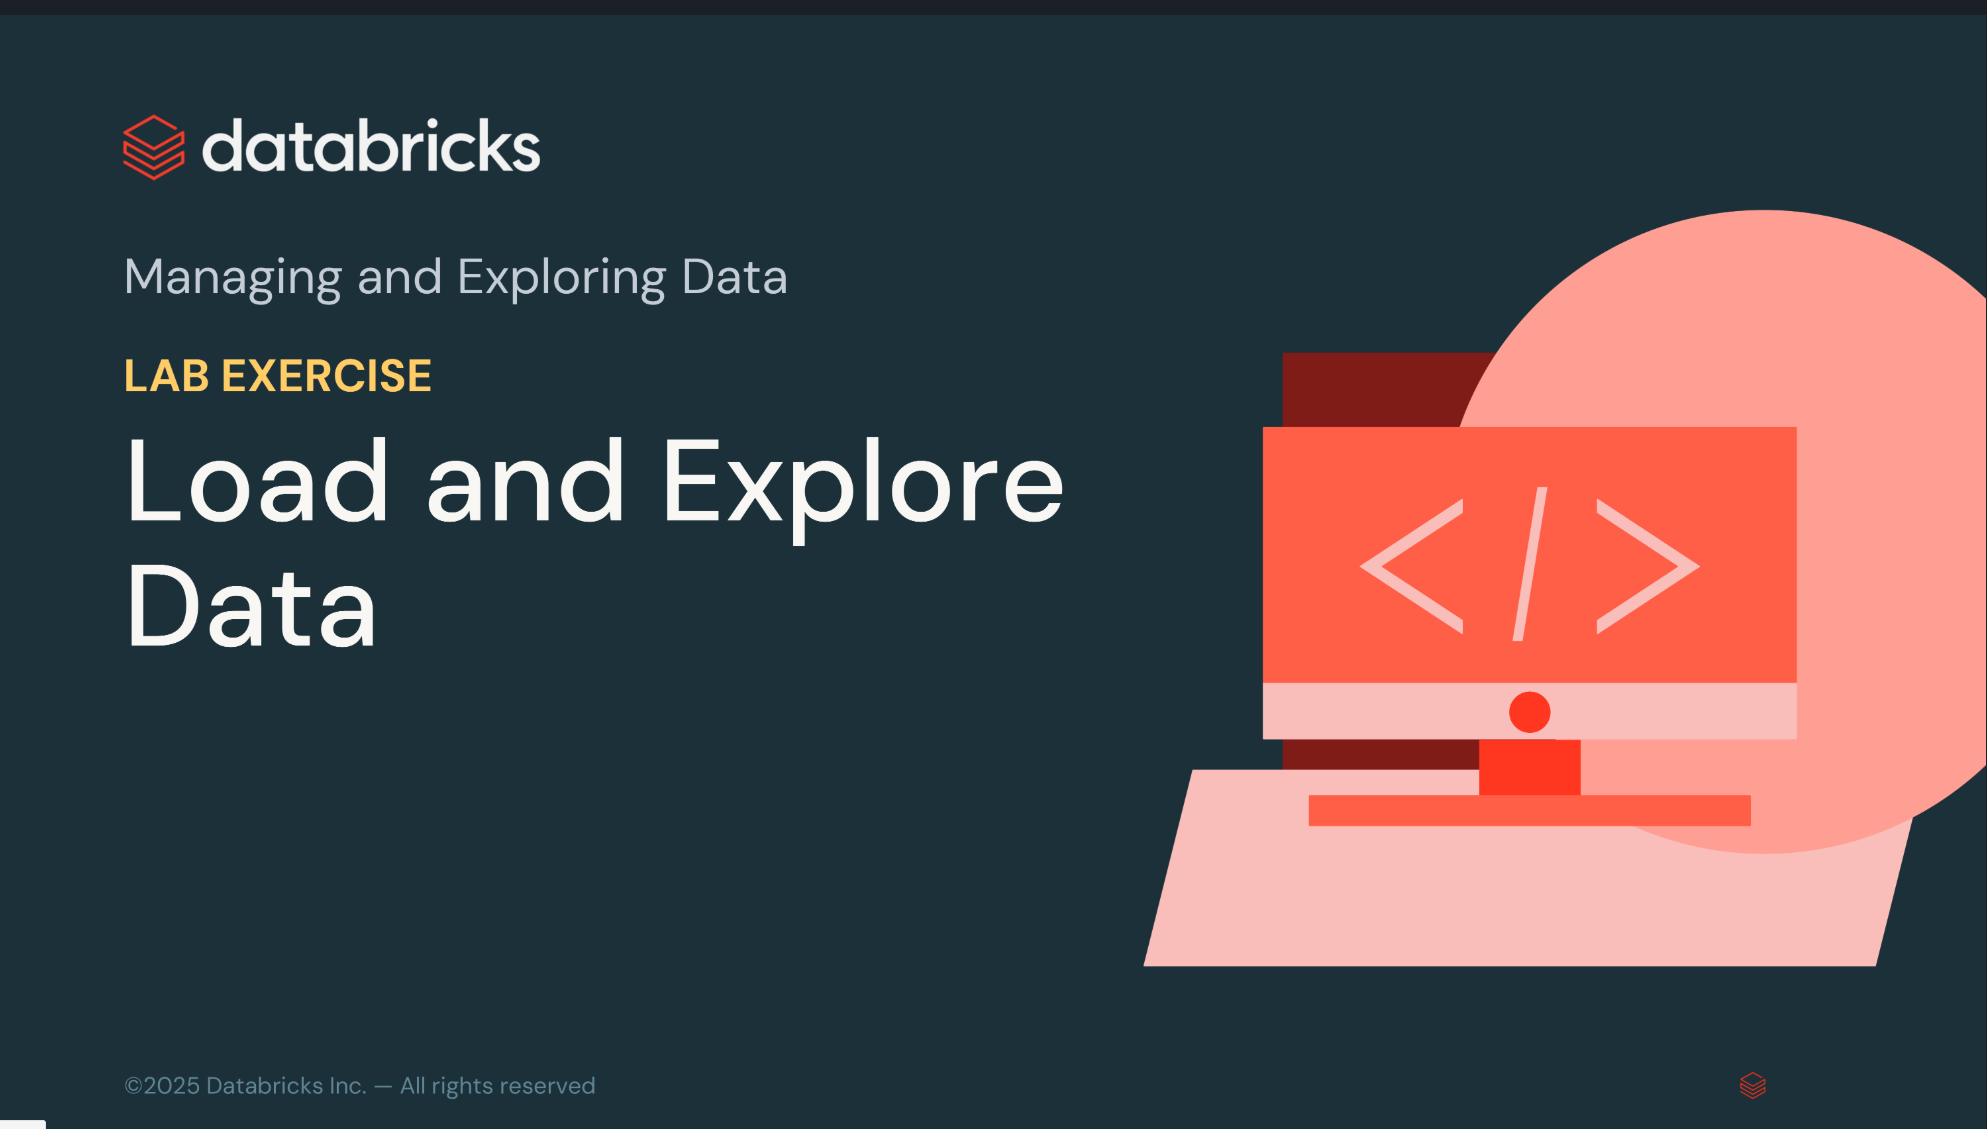 databricks
Managing and Exploring Data
LAB EXERCISE
Load and Explore
Data
</>
©2025 Databricks Inc. — All rights reserved